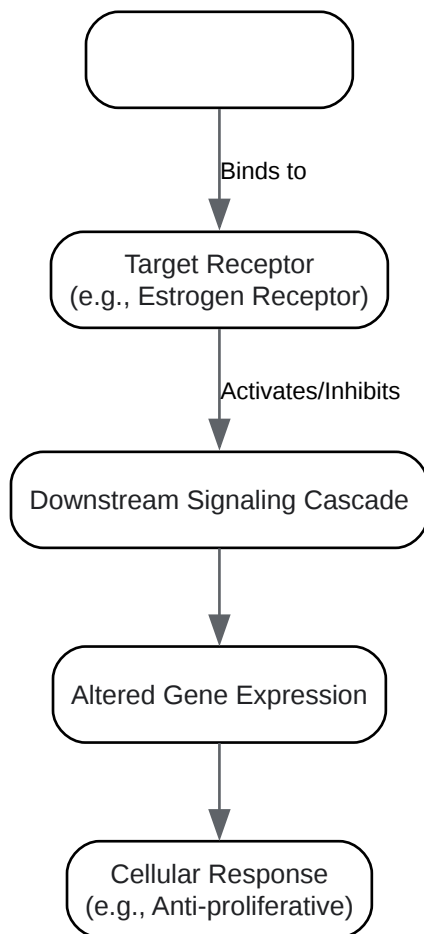 Binds to
Target Receptor
(e.g., Estrogen Receptor)
Activates/Inhibits
Downstream Signaling Cascade
Altered Gene Expression
Cellular Response
(e.g., Anti-proliferative)